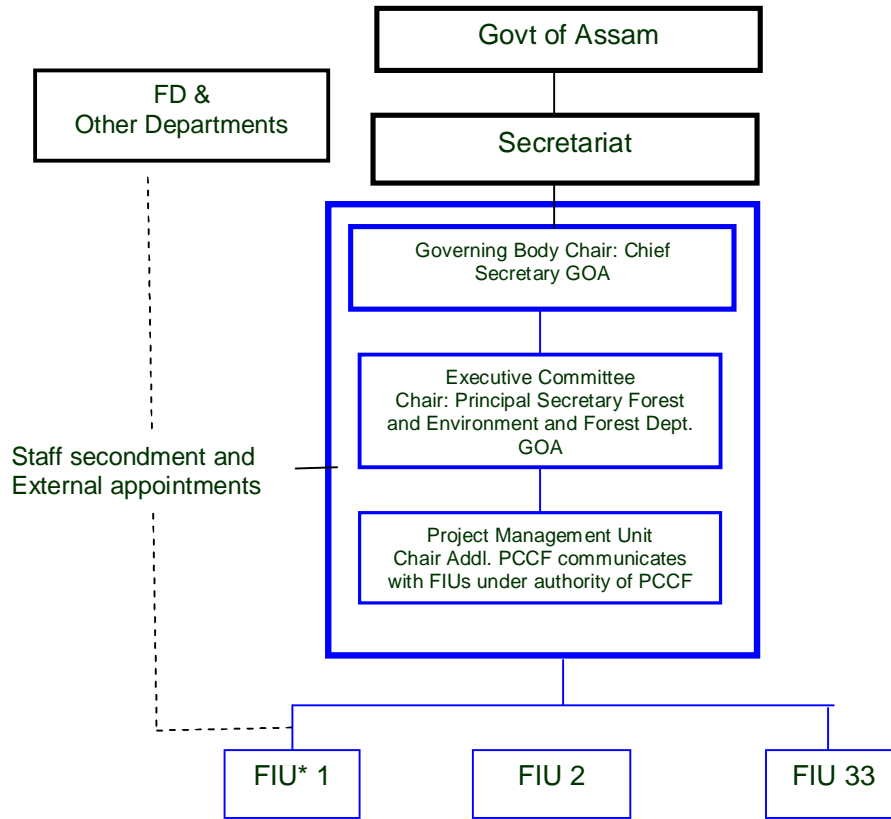 Govt of Assam
FD &
Other Departments
Secretariat
Governing Body Chair: Chief
Secretary GOA
Executive Committee
Chair: Principal Secretary Forest
and Environment and Forest Dept.
GOA
Staff secondment and
External appointments
Project Management Unit
Chair Addl. PCCF communicates
with FIUs under authority of PCCF
FIU* 1
FIU 2
FIU 33